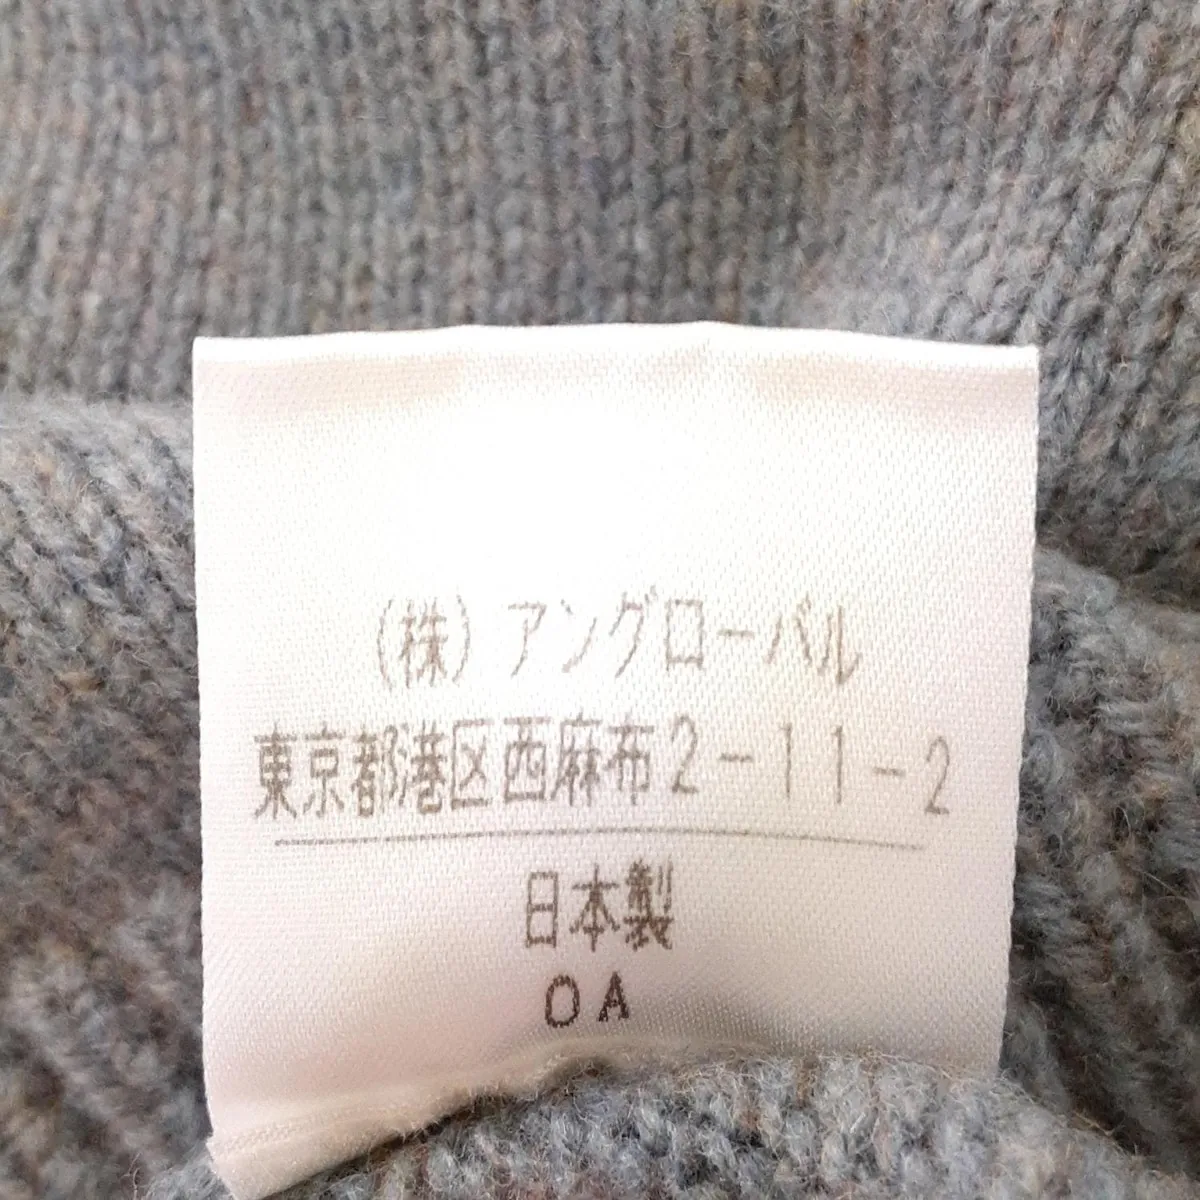 (株)アングローバル
東京都港区西麻布2-11-2
日本製
OA